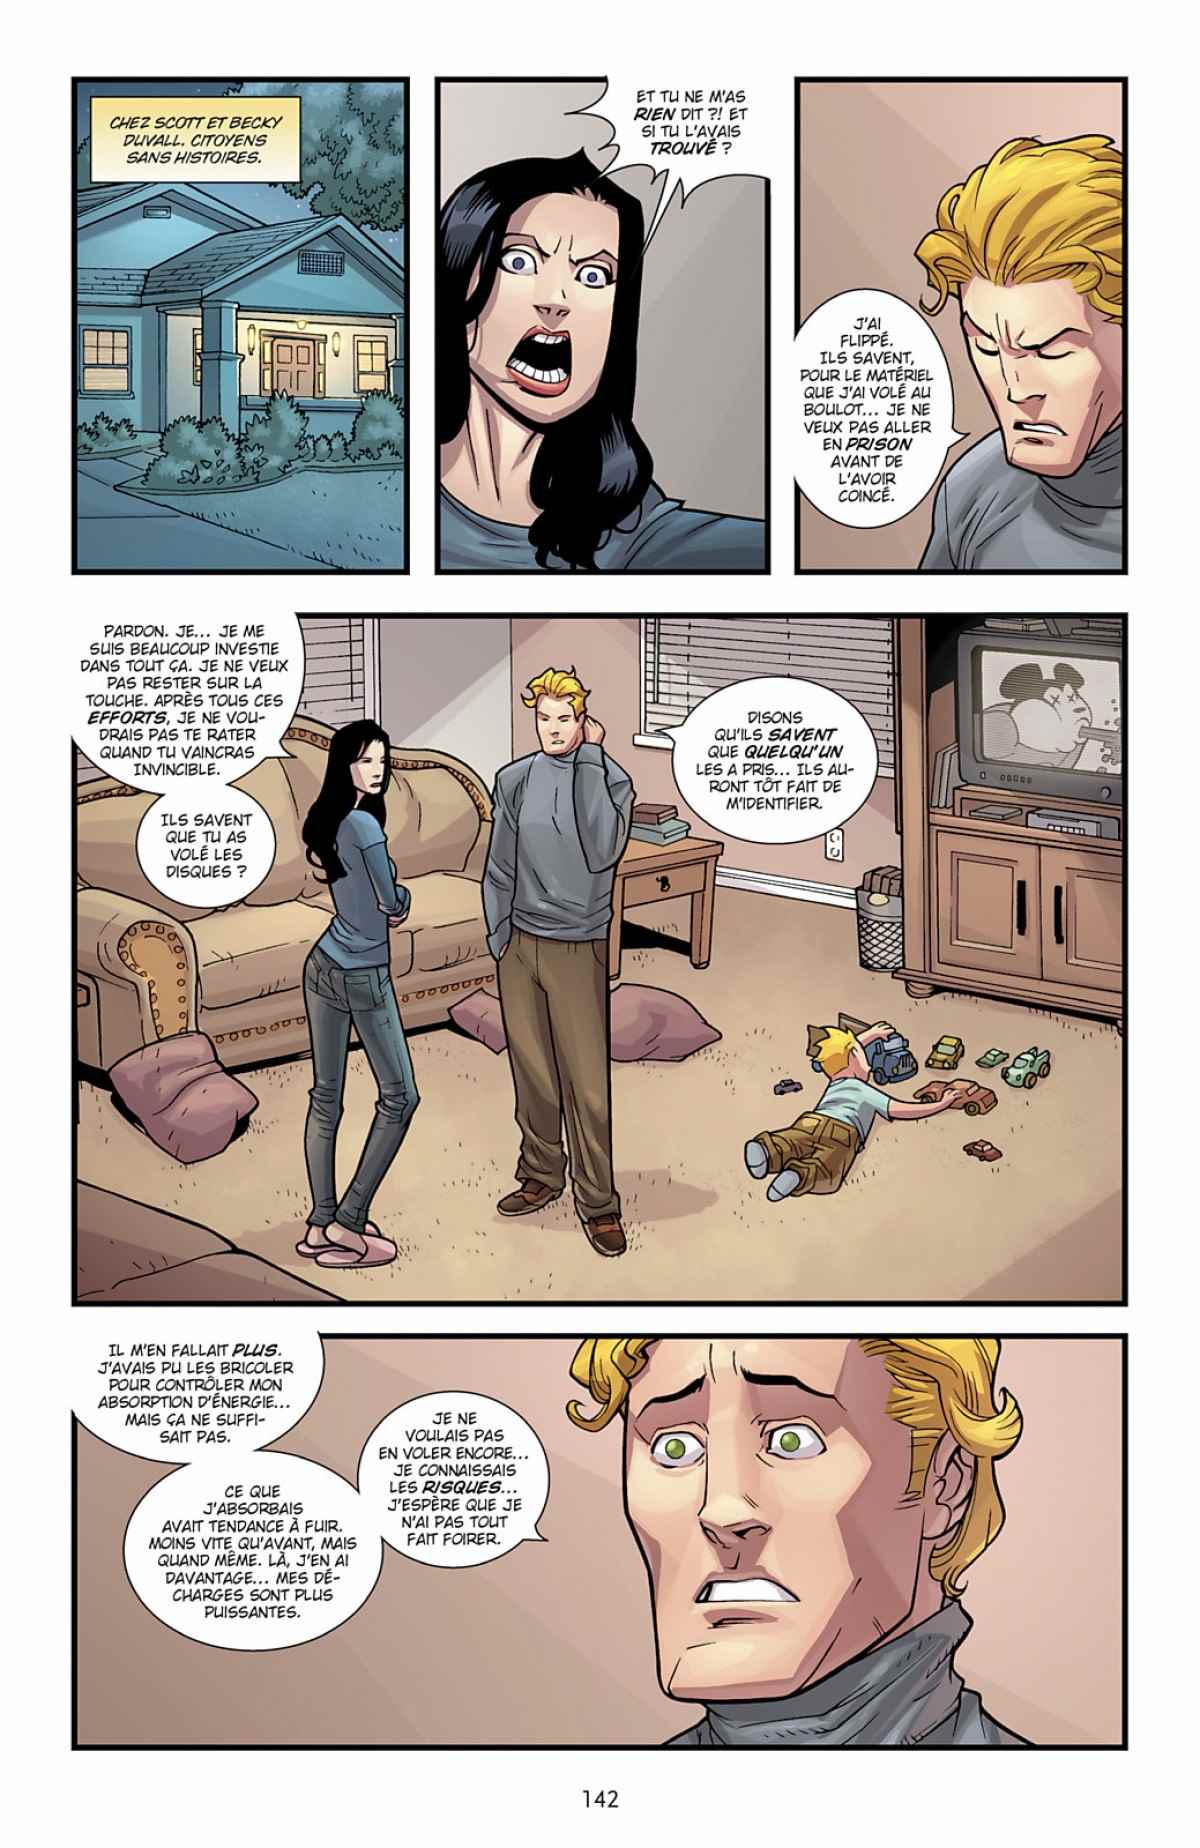 CHEZ SCOTT ET BECKY
DUVALL. CITOYENS
SANS HISTOIRES.
ET TU NE M'AS
RIEN DIT ?! ET
SI TU L'AVAIS
TROUVÉ ?
J'AI
FLIPPÉ.
ILS SAVENT,
POUR LE MATÉRIEL
QUE J'AI VOLÉ AU
BOULOT... JE NE
VEUX PAS ALLER
EN PRISON
AVANT DE
L'AVOIR
COINCÉ.
PARDON. JE... JE ME
SUIS BEAUCOUP INVESTIE
DANS TOUT ÇA. JE NE VEUX
PAS RESTER SUR LA
TOUCHE. APRÈS TOUS CES
EFFORTS, JE NE VOU-
DRAIS PAS TE RATER
QUAND TU VAINCRAS
INVINCIBLE.
ILS SAVENT
QUE TU AS
VOLÉ LES
DISQUES ?
DISONS
QU'ILS SAVENT
QUE QUELQU'UN
LES A PRIS... ILS AU-
RONT TÔT FAIT DE
M'IDENTIFIER.
IL M'EN FALLAIT PLUS.
J'AVAIS PU LES BRICOLER
POUR CONTRÔLER MON
ABSORPTION D'ÉNERGIE...
MAIS ÇA NE SUFFI-
SAIT PAS.
CE QUE
J'ABSORBAIS
AVAIT TENDANCE À FUIR.
MOINS VITE QU'AVANT, MAIS
QUAND MÊME. LÀ, J'EN AI
DAVANTAGE... MES DÉ-
CHARGES SONT PLUS
PUISSANTES.
JE NE
VOULAIS PAS
EN VOLER ENCORE...
JE CONNAISSAIS
LES RISQUES...
J'ESPÈRE QUE JE
N'AI PAS TOUT
FAIT FOIRER.
142